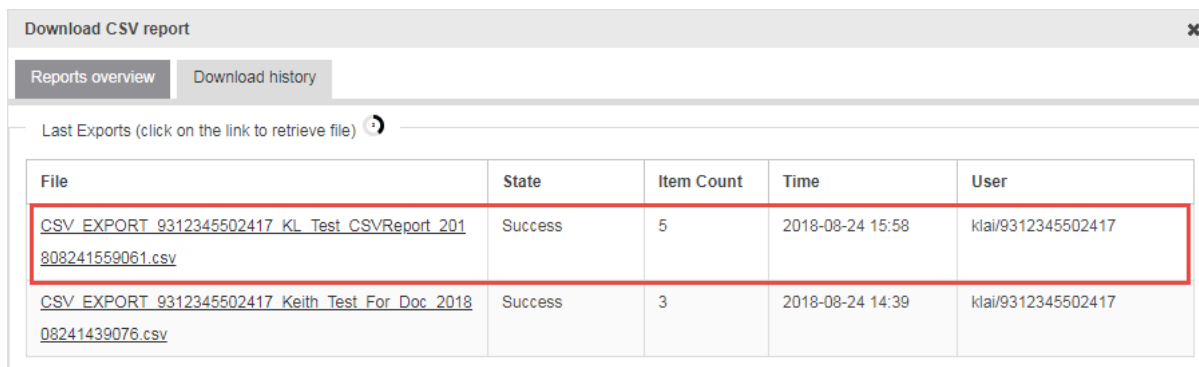 Download CSV report
Reports overview Download history
Last Exports (click on the link to retrieve file)
File State Item Count Time User
CSV_EXPORT_9312345502417_KL_Test_CSVReport_201 Success 5 2018-08-24 15:58 klai/9312345502417
808241559061.csv
CSV_EXPORT_9312345502417_Keith_Test_For_Doc_2018 Success 3 2018-08-24 14:39 klai/9312345502417
08241439076.csv